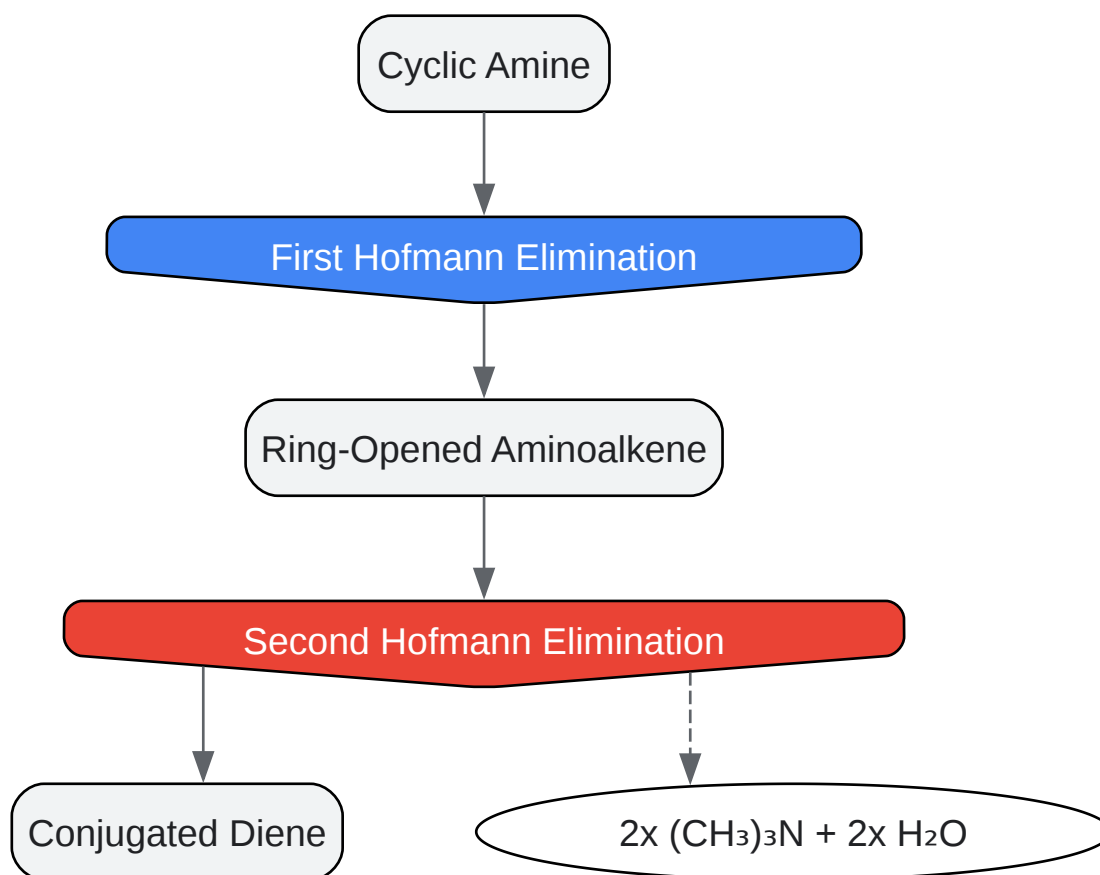 Cyclic Amine
First Hofmann Elimination
Ring-Opened Aminoalkene
Second Hofmann Elimination
Conjugated Diene
2x (CH₃)₃N + 2x H₂O